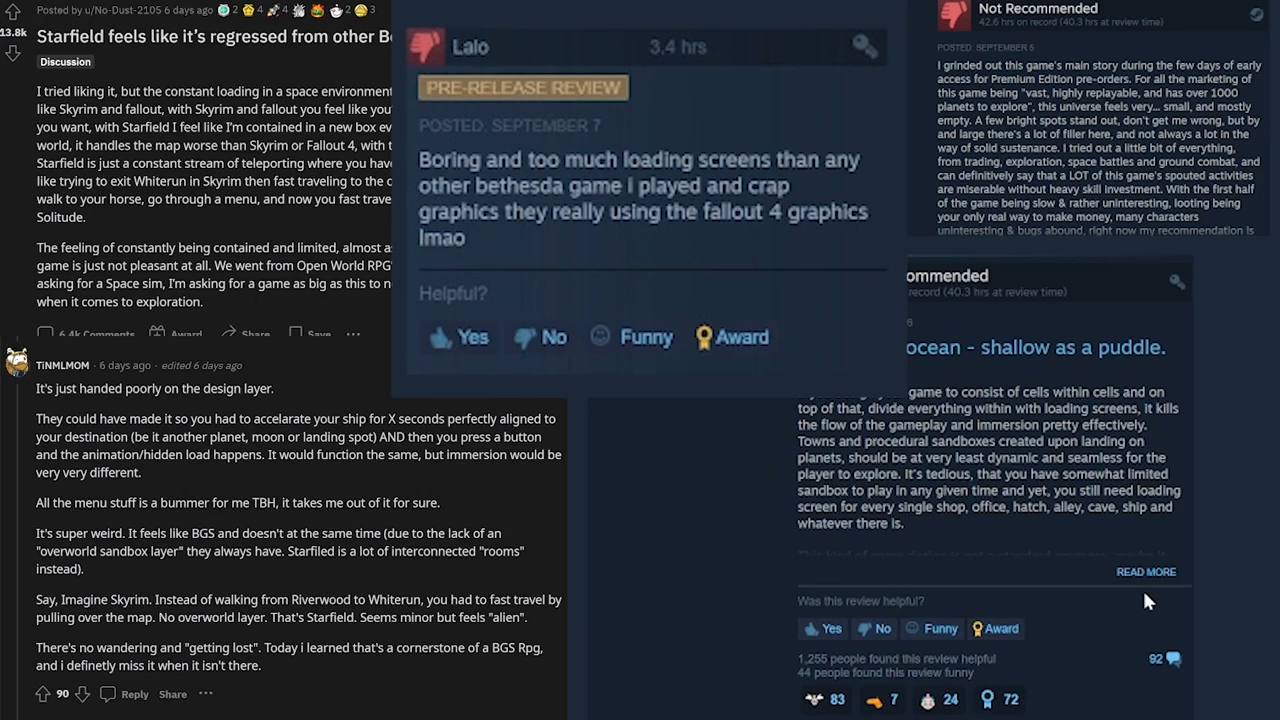 Posted by u/No-Dust-2105 6 days ago 2 4 4 2 3
13.8k
Starfield feels like it's regressed from other
Discussion
I tried liking it, but the constant loading in a space environment
like Skyrim and fallout, with Skyrim and fallout you feel like
you want, with Starfield I feel like I'm contained in a new box
world, it handles the map worse than Skyrim or Fallout 4, with
Starfield is just a constant stream of teleporting where you have
like trying to exit Whiterun in Skyrim then fast traveling to the
walk to your horse, go through a menu, and now you fast
Solitude.
The feeling of constantly being contained and limited, almost
game is just not pleasant at all. We went from Open World
asking for a Space sim, I'm asking for a game as big as this to
when it comes to exploration.
6.4k Comments Award Share Save ...
TiNMLMOM · 6 days ago · edited 6 days ago
It's just handed poorly on the design layer.
They could have made it so you had to accelarate your ship for X seconds perfectly aligned to
your destination (be it another planet, moon or landing spot) AND then you press a button
and the animation/hidden load happens. It would function the same, but immersion would be
very very different.
All the menu stuff is a bummer for me TBH, it takes me out of it for sure.
It's super weird. It feels like BGS and doesn't at the same time (due to the lack of an
"overworld sandbox layer" they always have. Starfiled is a lot of interconnected "rooms"
instead).
Say, Imagine Skyrim. Instead of walking from Riverwood to Whiterun, you had to fast travel by
pulling over the map. No overworld layer. That's Starfield. Seems minor but feels "alien".
There's no wandering and "getting lost". Today i learned that's a cornerstone of a BGS Rpg,
and i definetly miss it when it isn't there.
90 Reply Share ...
Lalo 3.4 hrs
PRE-RELEASE REVIEW
POSTED: SEPTEMBER 7
Boring and too much loading screens than any
other bethesda game I played and crap
graphics they really using the fallout 4 graphics
lmao
Helpful?
Yes No Funny Award
Not Recommended
42.6 hrs on record (40.3 hrs at review time)
POSTED: SEPTEMBER 5
I grinded out this game's main story during the few days of early
access for Premium Edition pre-orders. For all the marketing of
this game being "vast, highly replayable, and has over 1000
planets to explore", this universe feels very... small, and mostly
empty. A few bright spots stand out, don't get me wrong, but by
and large there's a lot of filler here, and not always a lot in the
way of solid sustenance. I tried out a little bit of everything,
from trading, exploration, space battles and ground combat, and
can definitively say that a LOT of this game's spouted activities
are miserable without heavy skill investment. With the first half
of the game being slow & rather uninteresting, looting being
your only real way to make money, many characters
uninteresting & bugs abound, right now my recommendation is
ommended
record (40.3 hrs at review time)
6
ocean - shallow as a puddle.
game to consist of cells within cells and on
top of that, divide everything within with loading screens, it kills
the flow of the gameplay and immersion pretty effectively.
Towns and procedural sandboxes created upon landing on
planets, should be at very least dynamic and seamless for the
player to explore. It's tedious, that you have somewhat limited
sandbox to play in any given time and yet, you still need loading
screen for every single shop, office, hatch, alley, cave, ship and
whatever there is.
READ MORE
Was this review helpful?
Yes No Funny Award
1,255 people found this review helpful 92
44 people found this review funny
83 7 24 72